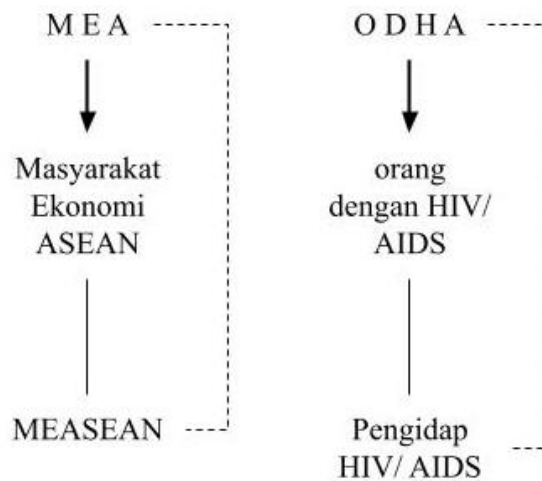 M E A
Masyarakat
Ekonomi
ASEAN
MEASEAN
O D H A
orang
dengan HIV/
AIDS
Pengidap
HIV/ AIDS